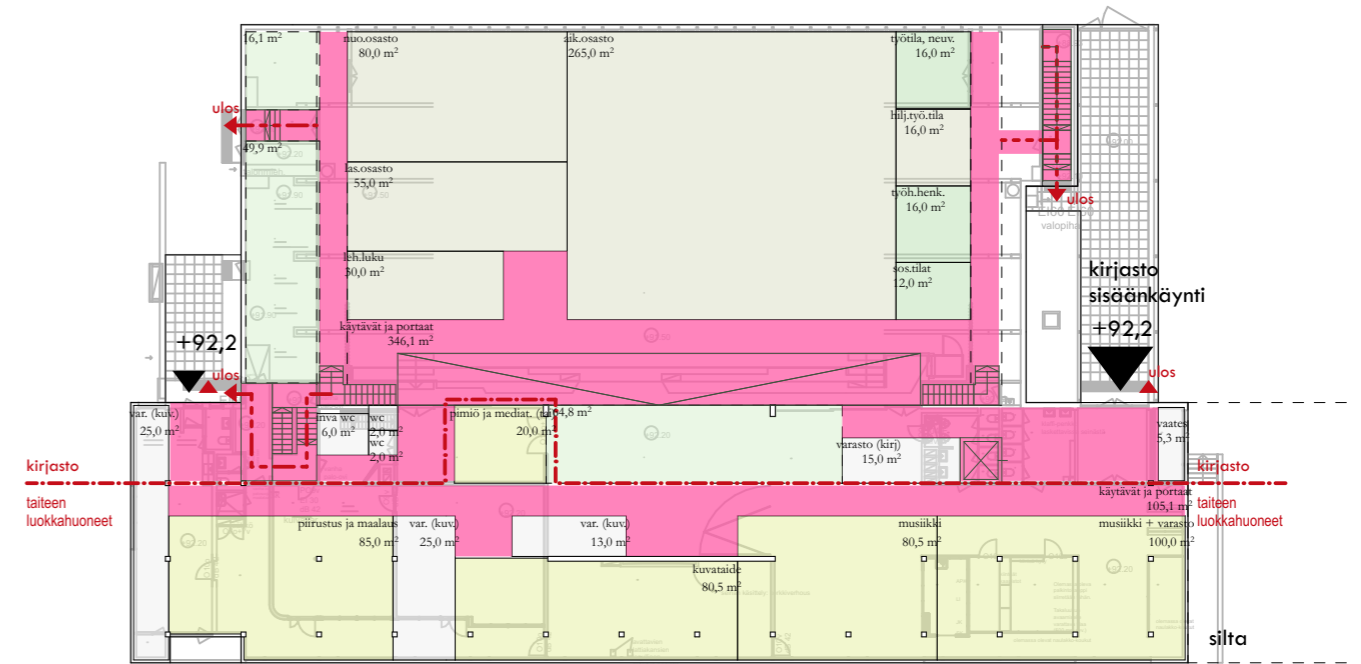 16,1 m²
nuo.osasto
80,0 m²
aik.osasto
265,0 m²
työtila, neuv.
16,0 m²
ulos
49,9 m²
hilj.työ.tila
16,0 m²
las.osasto
55,0 m²
työh.henk.
16,0 m²
ulos
EI60 EI60
valopiha
leh.luku
30,0 m²
sos.tilat
12,0 m²
kirjasto
sisäänkäynti
+92,2
käytävät ja portaat
346,1 m²
+92,2
ulos
ulos
var. (kuv.)
25,0 m²
inva wc
6,0 m²
wc
2,0 m²
wc
2,0 m²
pimiö ja mediat. (tai
20,0 m²
64,8 m²
varasto (kirj)
15,0 m²
vaates
5,3 m²
kirjasto
kirjasto
taiteen
luokkahuoneet
käytävät ja portaat
105,1 m²
taiteen
luokkahuoneet
piirustus ja maalaus
85,0 m²
var. (kuv.)
25,0 m²
var. (kuv.)
13,0 m²
musiikki
80,5 m²
musiikki + varasto
100,0 m²
kuvataide
80,5 m²
silta